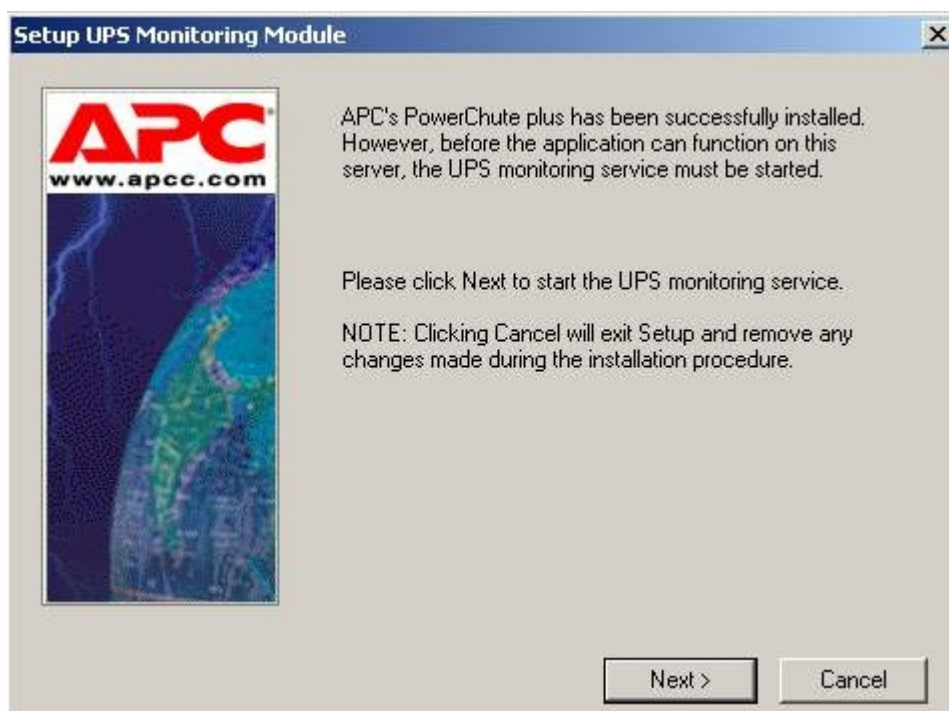 Setup UPS Monitoring Module
APC
www.apcc.com
APC's PowerChute plus has been successfully installed.
However, before the application can function on this
server, the UPS monitoring service must be started.
Please click Next to start the UPS monitoring service.
NOTE: Clicking Cancel will exit Setup and remove any
changes made during the installation procedure.
Next >
Cancel